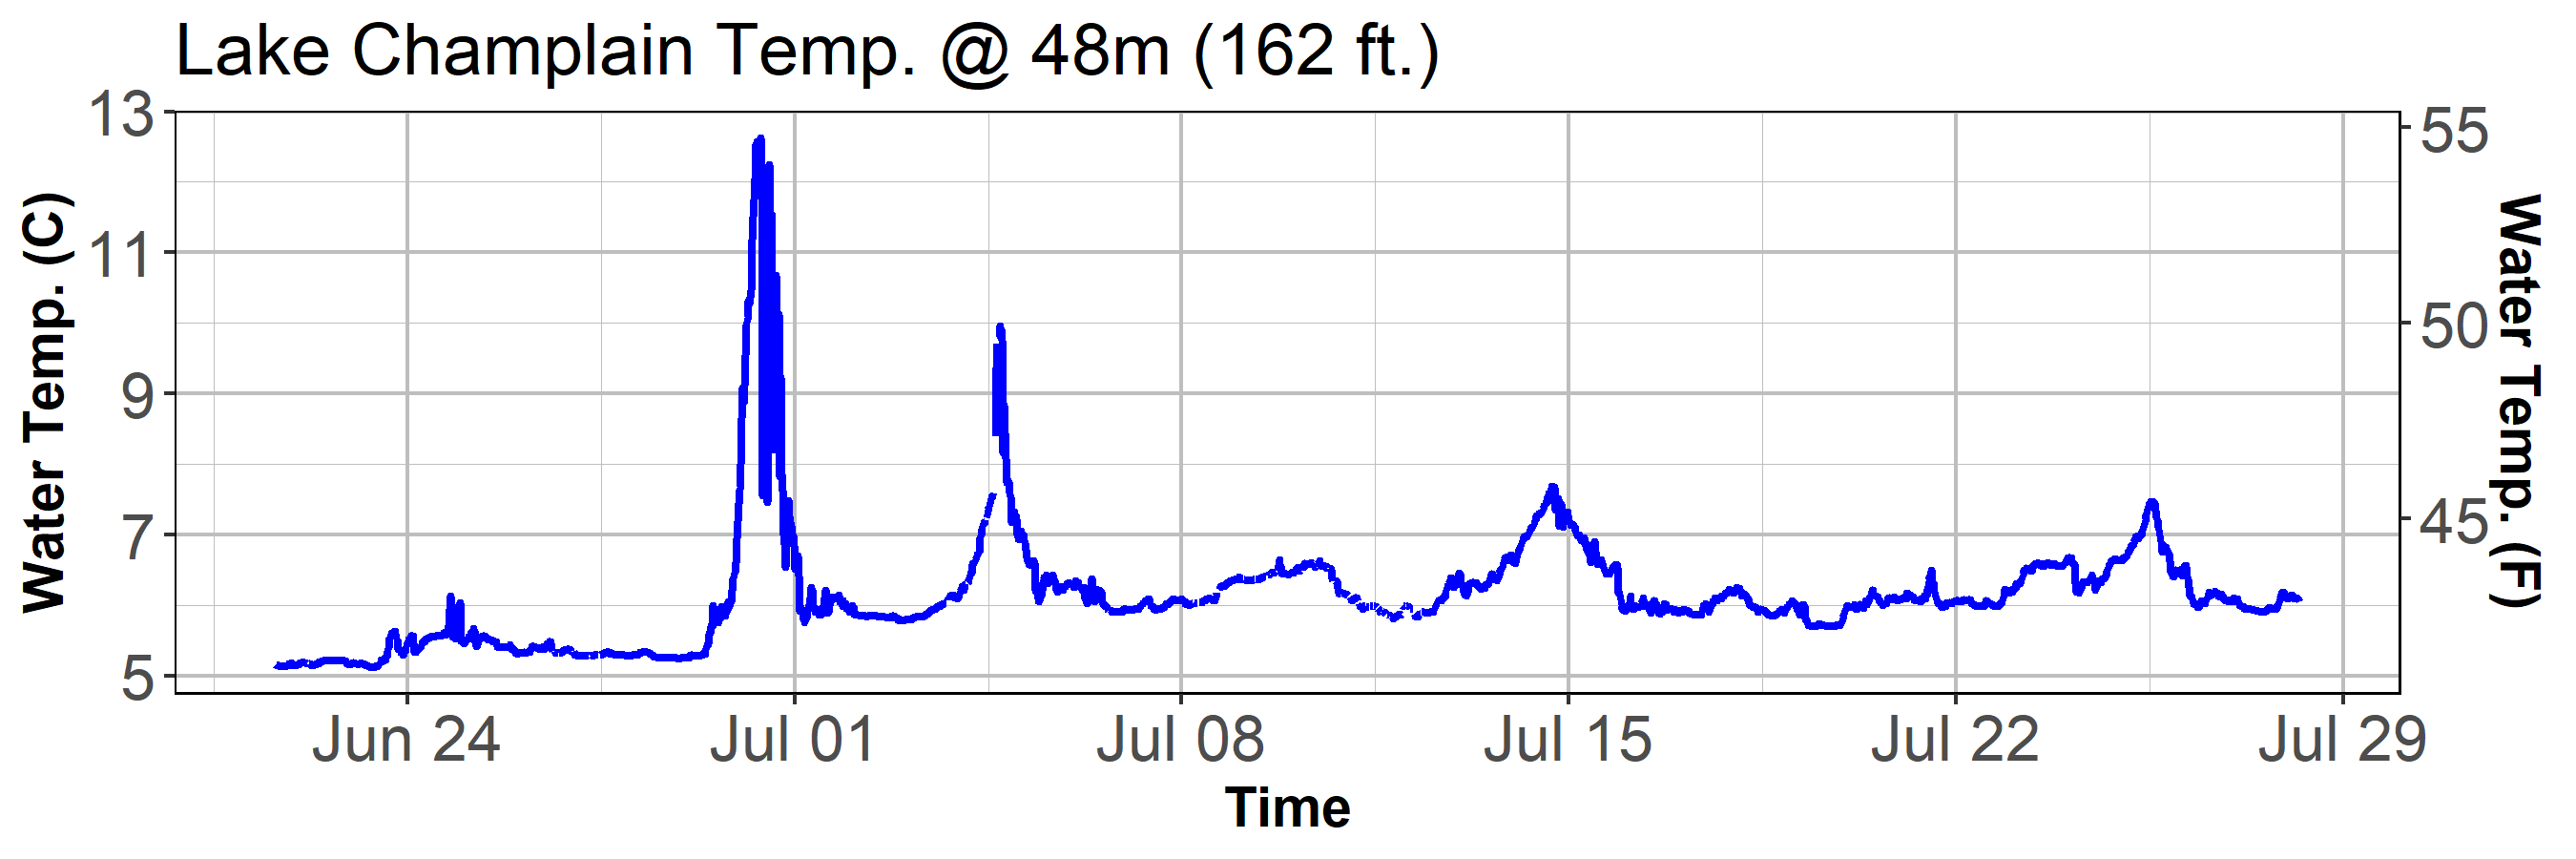 Lake Champlain Temp. @ 48m (162 ft.)
Water Temp. (C)
13
11
9
7
5
55
50
45
Water Temp. (F)
Jun 24 Jul 01 Jul 08 Jul 15 Jul 22 Jul 29
Time